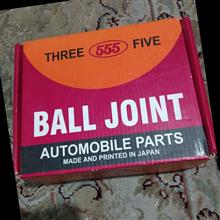 THREE 555 FIVE
BALL JOINT
AUTOMOBILE PARTS
MADE AND PRINTED IN JAPAN